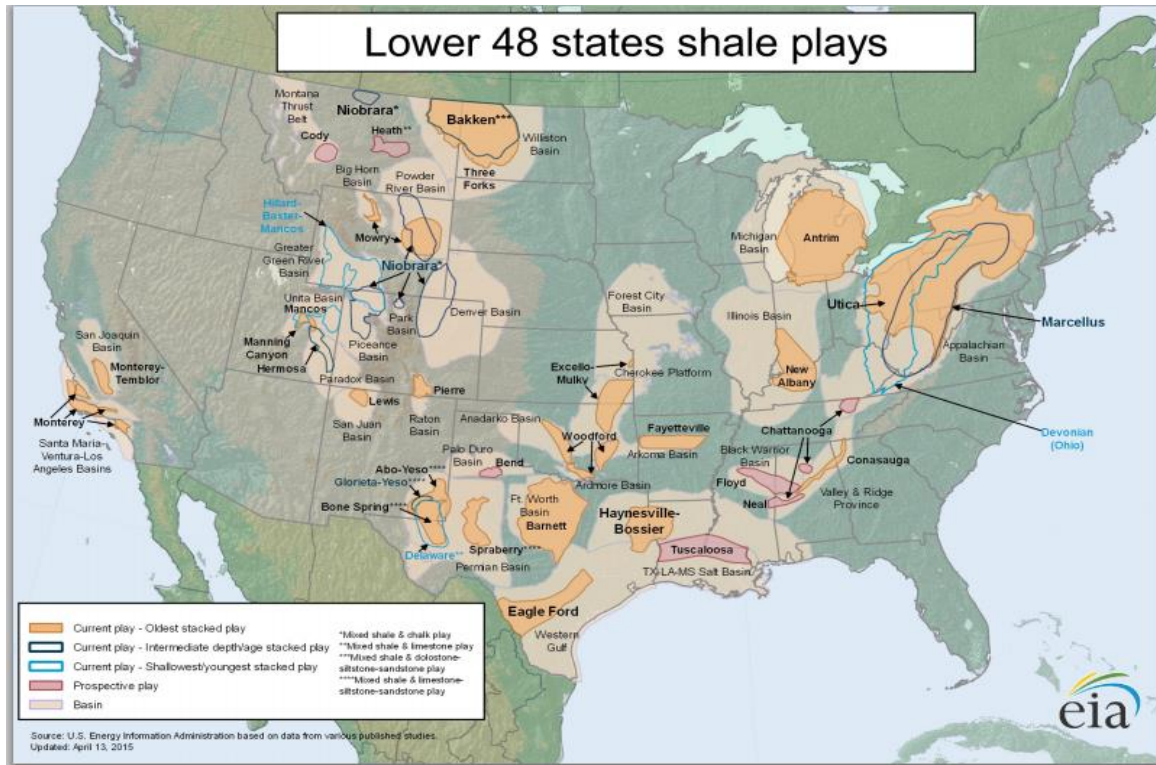 Lower 48 states shale plays
Montana
Thrust
Belt
Niobrara*
Bakken***
Cody
Heath**
Williston
Basin
Big Horn
Basin
Powder
River Basin
Three
Forks
Hilliard-
Baxter-
Mancos
Mowry
Greater
Green River
Basin
Niobrara*
Michigan
Basin
Antrim
Uinta Basin
Mancos
Park
Basin
Denver Basin
Forest City
Basin
Illinois Basin
Utica
Marcellus
Appalachian
Basin
San Joaquin
Basin
Manning
Canyon
Hermosa
Piceance
Basin
Paradox Basin
Monterey-
Temblor
Excello-
Mulky
Cherokee Platform
New
Albany
Lewis
Pierre
Monterey
San Juan
Basin
Raton
Basin
Anadarko Basin
Woodford
Fayetteville
Chattanooga
Devonian
(Ohio)
Santa Maria-
Ventura-Los
Angeles Basins
Palo Duro
Basin
Bend
Arkoma Basin
Black Warrior
Basin
Conasauga
Abo-Yeso****
Glorieta-Yeso****
Ardmore Basin
Floyd
Neal
Valley & Ridge
Province
Bone Spring****
Ft. Worth
Basin
Barnett
Haynesville-
Bossier
Delaware**
Spraberry****
Permian Basin
Tuscaloosa
TX-LA-MS Salt Basin
Eagle Ford
Western
Gulf
Current play - Oldest stacked play
Current play - Intermediate depth/age stacked play
Current play - Shallowest/youngest stacked play
Prospective play
Basin
*Mixed shale & chalk play
**Mixed shale & limestone play
***Mixed shale & dolostone-
siltstone-sandstone play
****Mixed shale & limestone-
siltstone-sandstone play
eia
Source: U.S. Energy Information Administration based on data from various published studies.
Updated: April 13, 2015